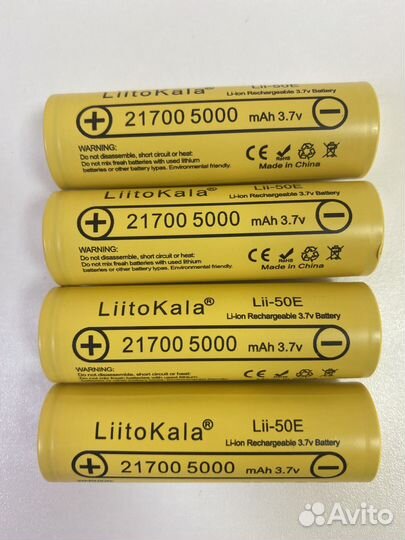 LiitoKala® Lii-50E
Li-ion Rechargeable 3.7v Battery
+ 21700 5000 mAh 3.7v −
WARNING:
Do not disassemble, short circuit or heat;
Do not mix freah batteries with used lithium
batteries or other battery types. Environmental friendly.
CE RoHS
Made in China
LiitoKala® Lii-50E
Li-ion Rechargeable 3.7v Battery
+ 21700 5000 mAh 3.7v −
WARNING:
Do not disassemble, short circuit or heat;
Do not mix freah batteries with used lithium
batteries or other battery types. Environmental friendly.
CE RoHS
Made in China
LiitoKala® Lii-50E
Li-ion Rechargeable 3.7v Battery
+ 21700 5000 mAh 3.7v −
WARNING:
Do not disassemble, short circuit or heat;
LiitoKala® Lii-50E
Li-ion Rechargeable 3.7v Battery
+ 21700 5000 mAh 3.7v −
Avito